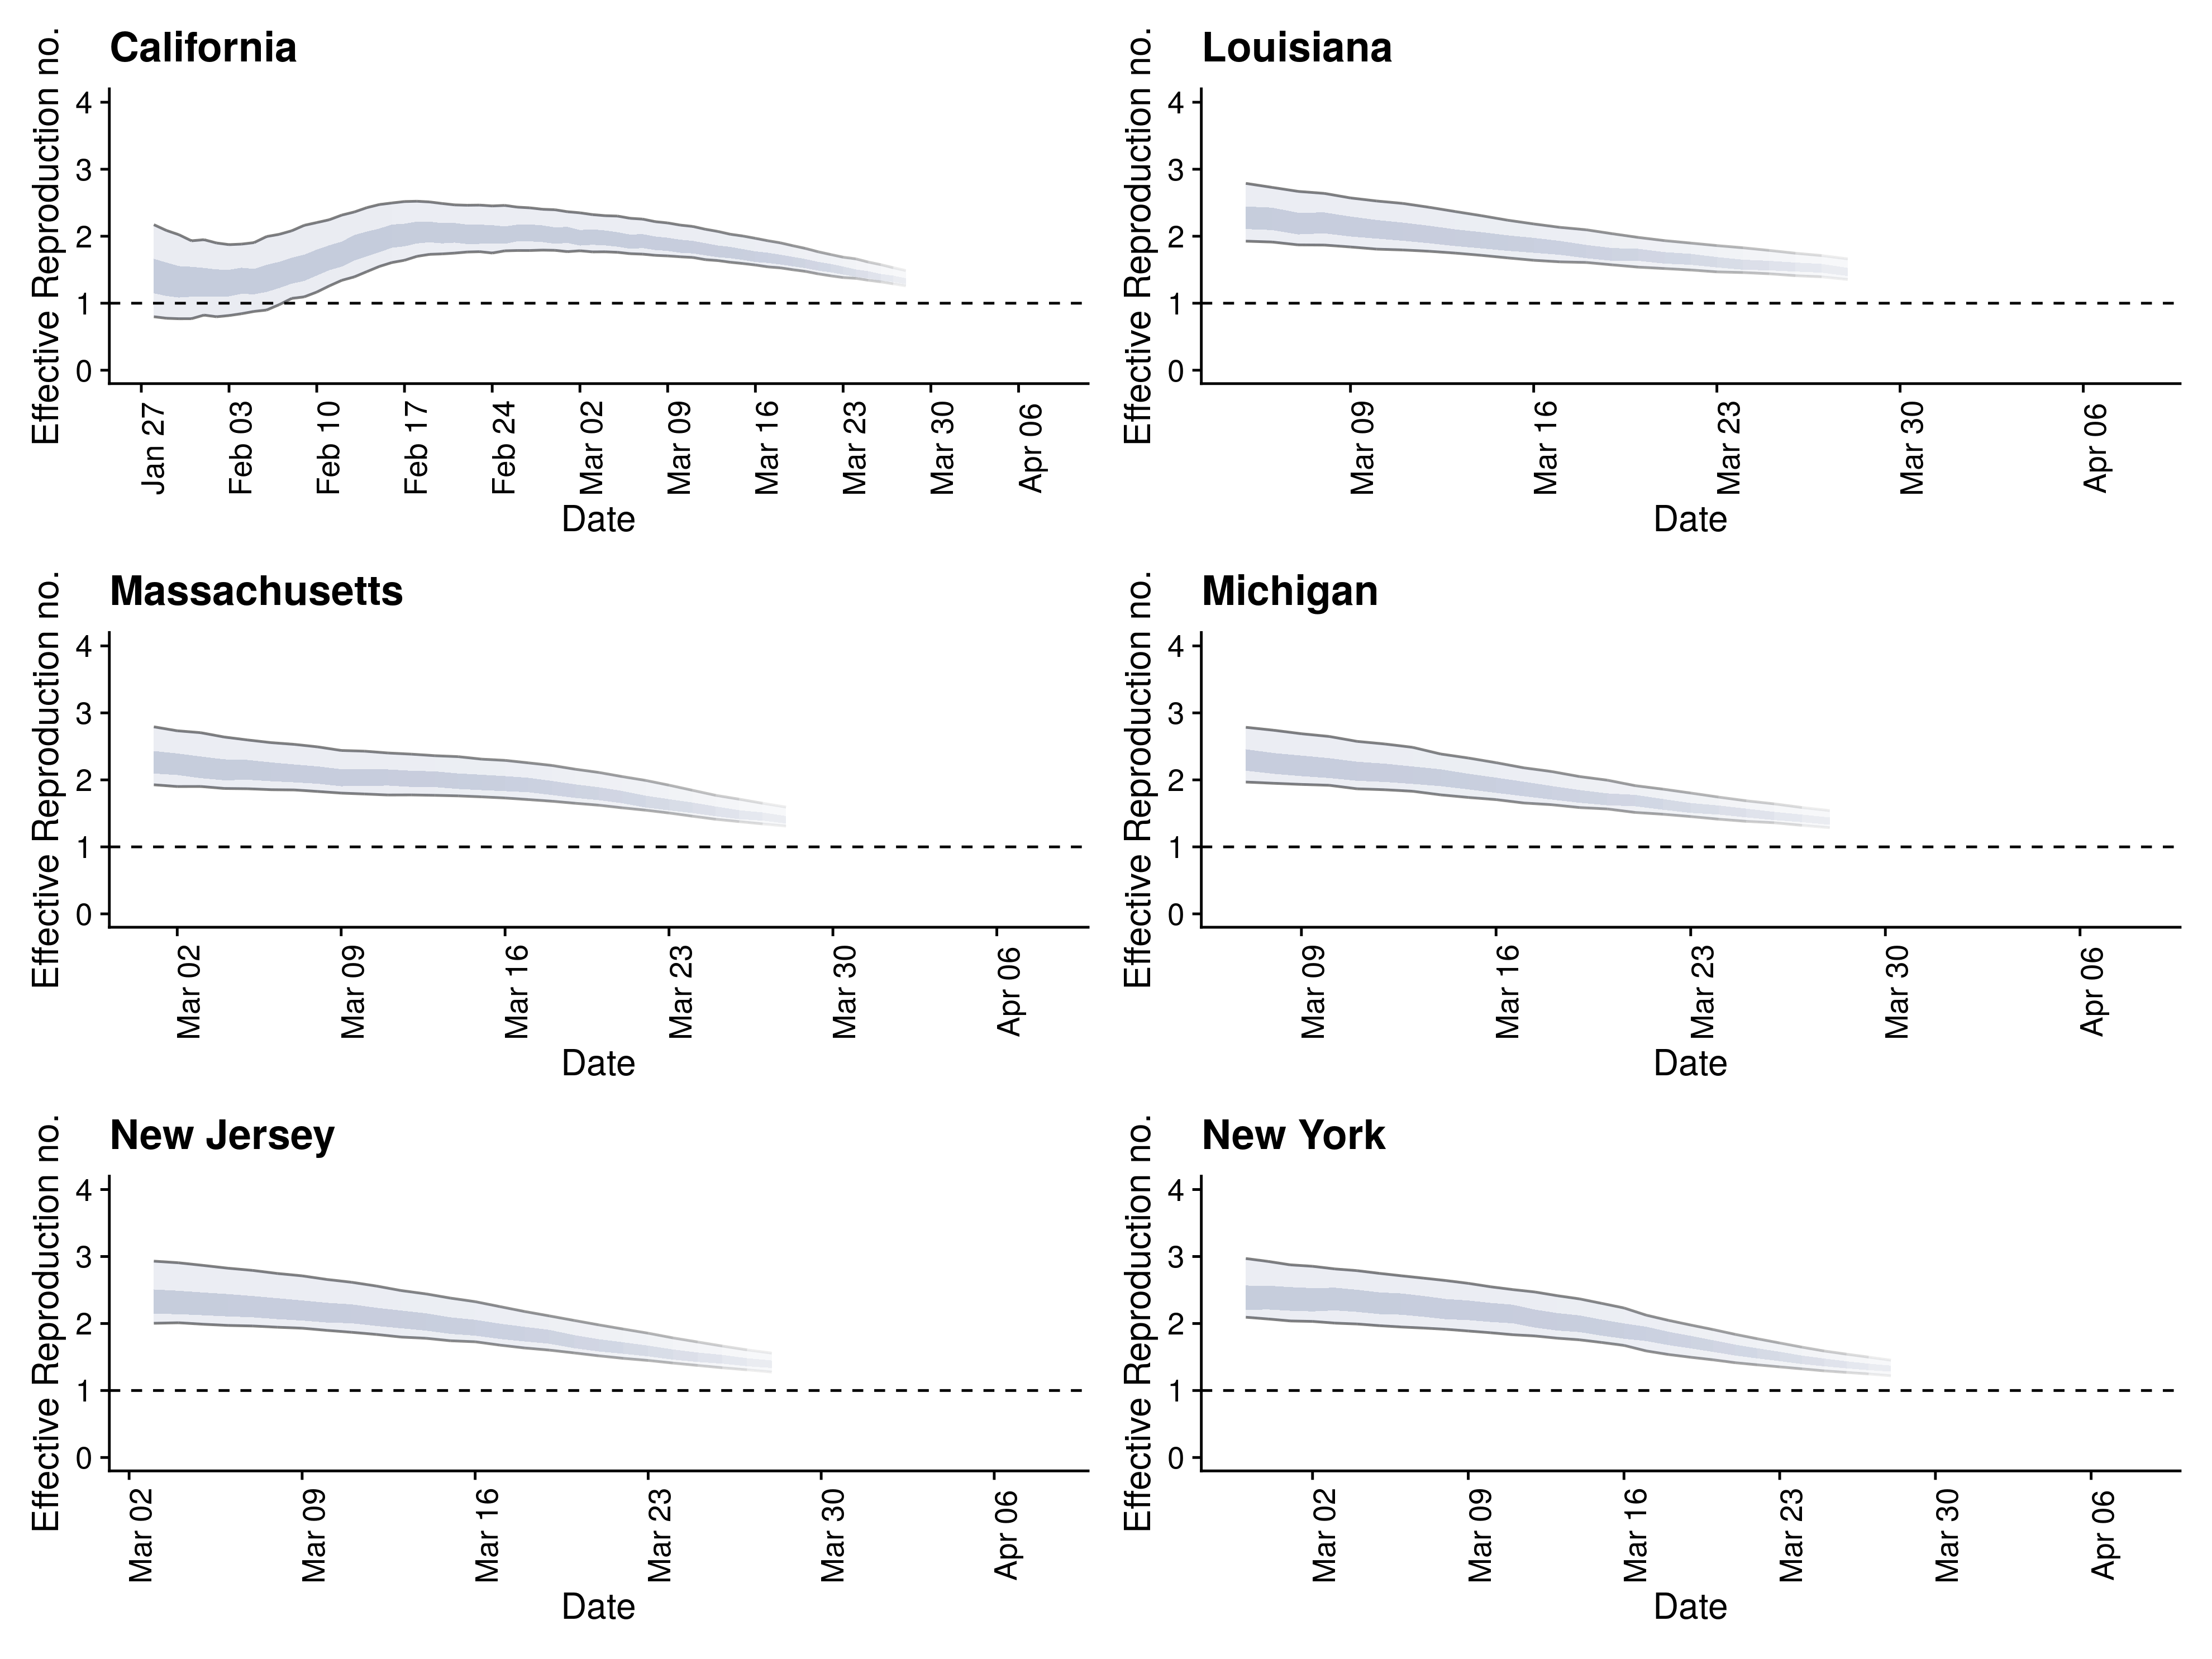 California
Effective Reproduction no.
4
3
2
1
0
Jan 27
Feb 03
Feb 10
Feb 17
Feb 24
Mar 02
Mar 09
Mar 16
Mar 23
Mar 30
Apr 06
Date
Louisiana
Effective Reproduction no.
4
3
2
1
0
Mar 09
Mar 16
Mar 23
Mar 30
Apr 06
Date
Massachusetts
Effective Reproduction no.
4
3
2
1
0
Mar 02
Mar 09
Mar 16
Mar 23
Mar 30
Apr 06
Date
Michigan
Effective Reproduction no.
4
3
2
1
0
Mar 09
Mar 16
Mar 23
Mar 30
Apr 06
Date
New Jersey
Effective Reproduction no.
4
3
2
1
0
Mar 02
Mar 09
Mar 16
Mar 23
Mar 30
Apr 06
Date
New York
Effective Reproduction no.
4
3
2
1
0
Mar 02
Mar 09
Mar 16
Mar 23
Mar 30
Apr 06
Date